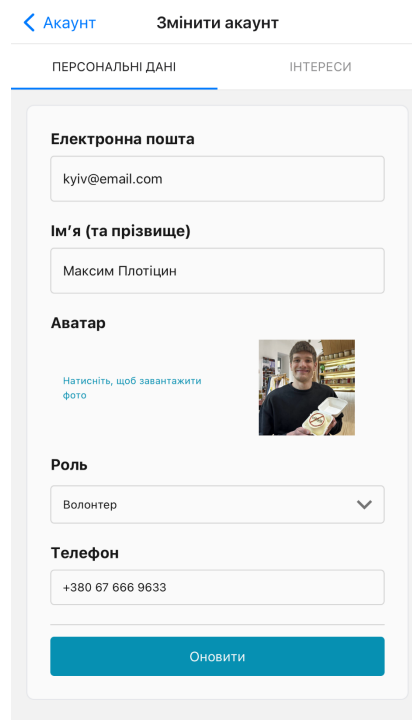 Акаунт
Змінити акаунт
ПЕРСОНАЛЬНІ ДАНІ
ІНТЕРЕСИ
Електронна пошта
kyiv@email.com
Ім’я (та прізвище)
Максим Плотіцин
Аватар
Натисніть, щоб завантажити
фото
Роль
Волонтер
Телефон
+380 67 666 9633
Оновити